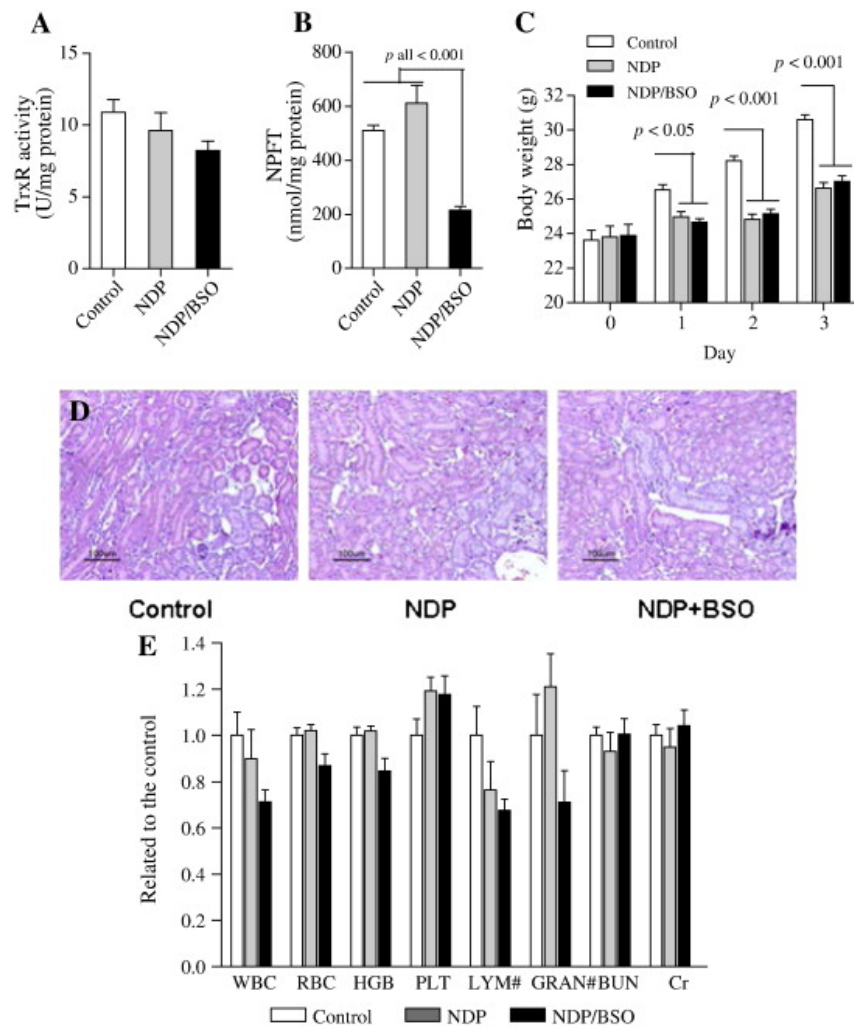 A
15
10
5
0
TrxR activity
(U/mg protein)
Control
NDP
NDP/BSO
B
800
600
400
200
0
NPFT
(nmol/mg protein)
p all < 0.001
Control
NDP
NDP/BSO
C
Control
NDP
NDP/BSO
32
30
28
26
24
22
20
Body weight (g)
p < 0.05
p < 0.001
p < 0.001
0 1 2 3
Day
D
100um
100um
100um
Control NDP NDP+BSO
E
1.4
1.2
1.0
0.8
0.6
0.4
0.2
0.0
Related to the control
WBC RBC HGB PLT LYM# GRAN# BUN Cr
Control NDP NDP/BSO